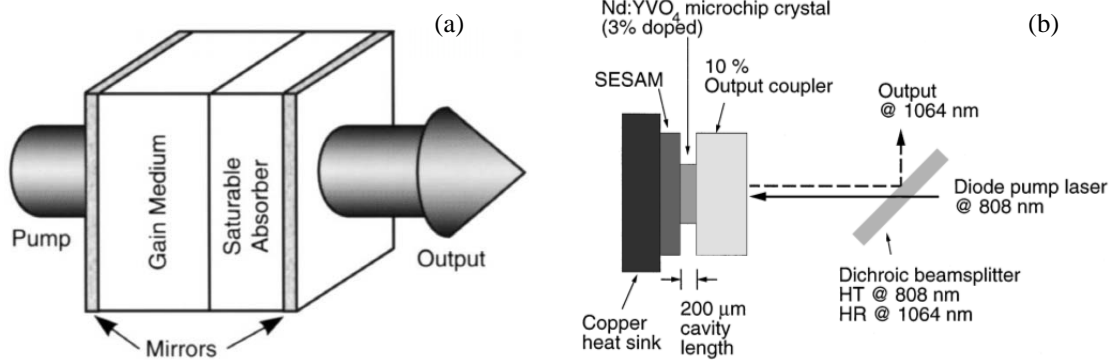 (a)
Pump
Gain Medium
Saturable
Absorber
Output
Mirrors
(b)
Nd:YVO₄ microchip crystal
(3% doped)
10 %
Output coupler
SESAM
Output
@ 1064 nm
Diode pump laser
@ 808 nm
Dichroic beamsplitter
HT @ 808 nm
HR @ 1064 nm
200 μm
cavity
length
Copper
heat sink